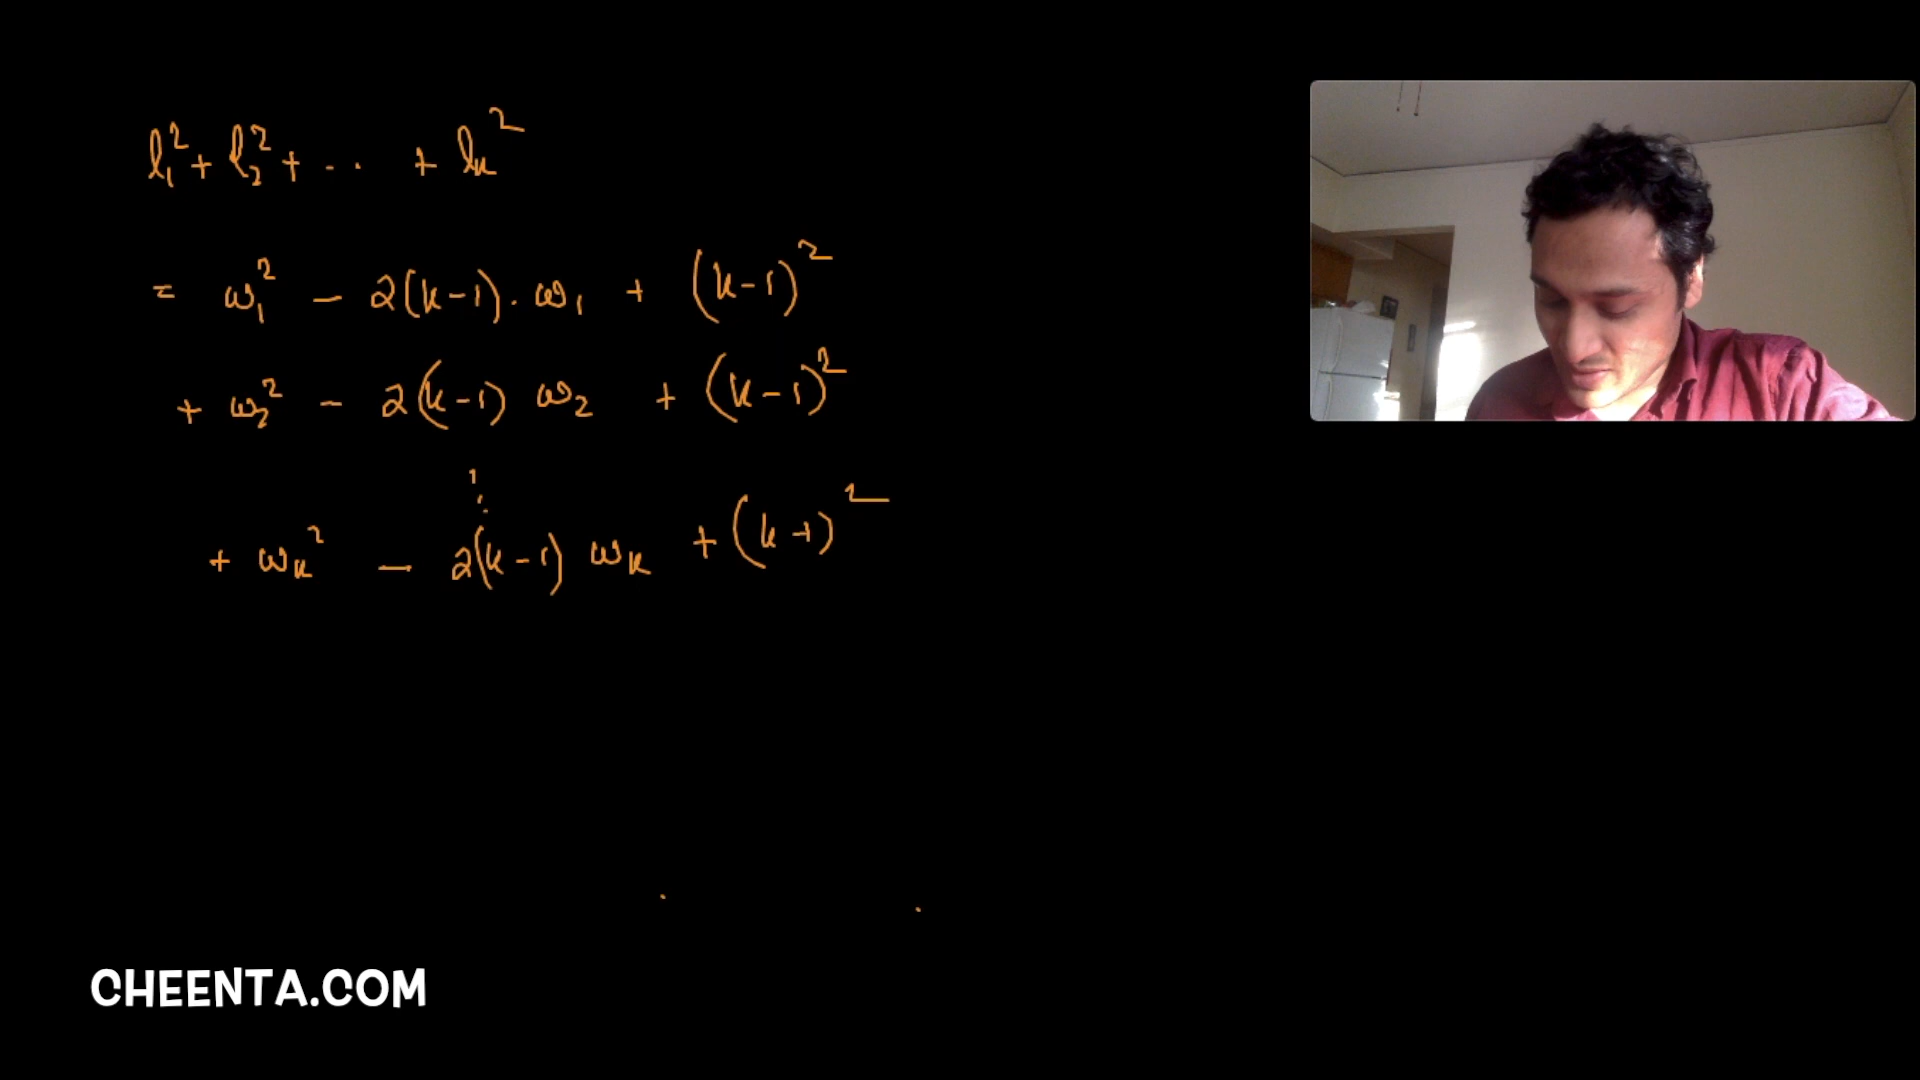 l₁² + l₂² + .. + lₖ²
= ω₁² − 2(k−1). ω₁ + (k−1)²
+ ω₂² − 2(k−1) ω₂ + (k−1)²
⋮
+ ωₖ² − 2(k−1) ωₖ + (k−1)²
CHEENTA.COM